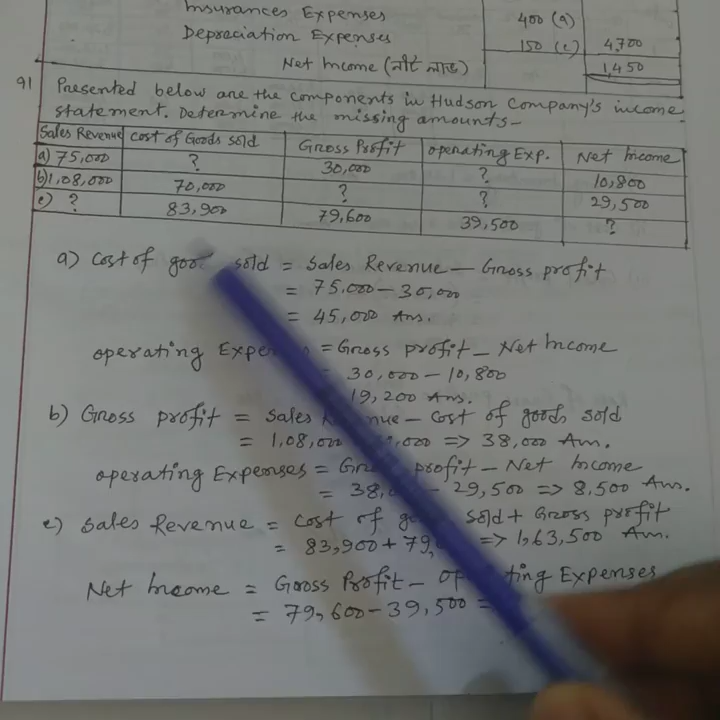 Insurances Expenses 400 (a)
Depreciation Expenses 150 (c) 4,700
Net Income (नीट लाभ) 1,450
91 Presented below are the components in Hudson Company's income
statement. Determine the missing amounts-
Sales Revenue Cost of Goods sold Gross Profit operating Exp. Net Income
a) 75,000 ? 30,000 ? 10,800
b) 1,08,000 70,000 ? ? 29,500
c) ? 83,900 79,600 39,500 ?
a) Cost of goo sold = Sales Revenue - Gross profit
= 75,000 - 30,000
= 45,000 Ans.
operating Expen = Gross profit - Net Income
30,000 - 10,800
19,200 Ans.
b) Gross profit = Sales nue - Cost of goods sold
= 1,08,00 ,000 => 38,000 Ans.
operating Expenses = Gro profit - Net Income
= 38, - 29,500 => 8,500 Ans.
c) Sales Revenue = Cost of g sold + Gross profit
= 83,900 + 79, => 1,63,500 Ans.
Net Income = Gross Profit - Op ting Expenses
= 79,600 - 39,500 =